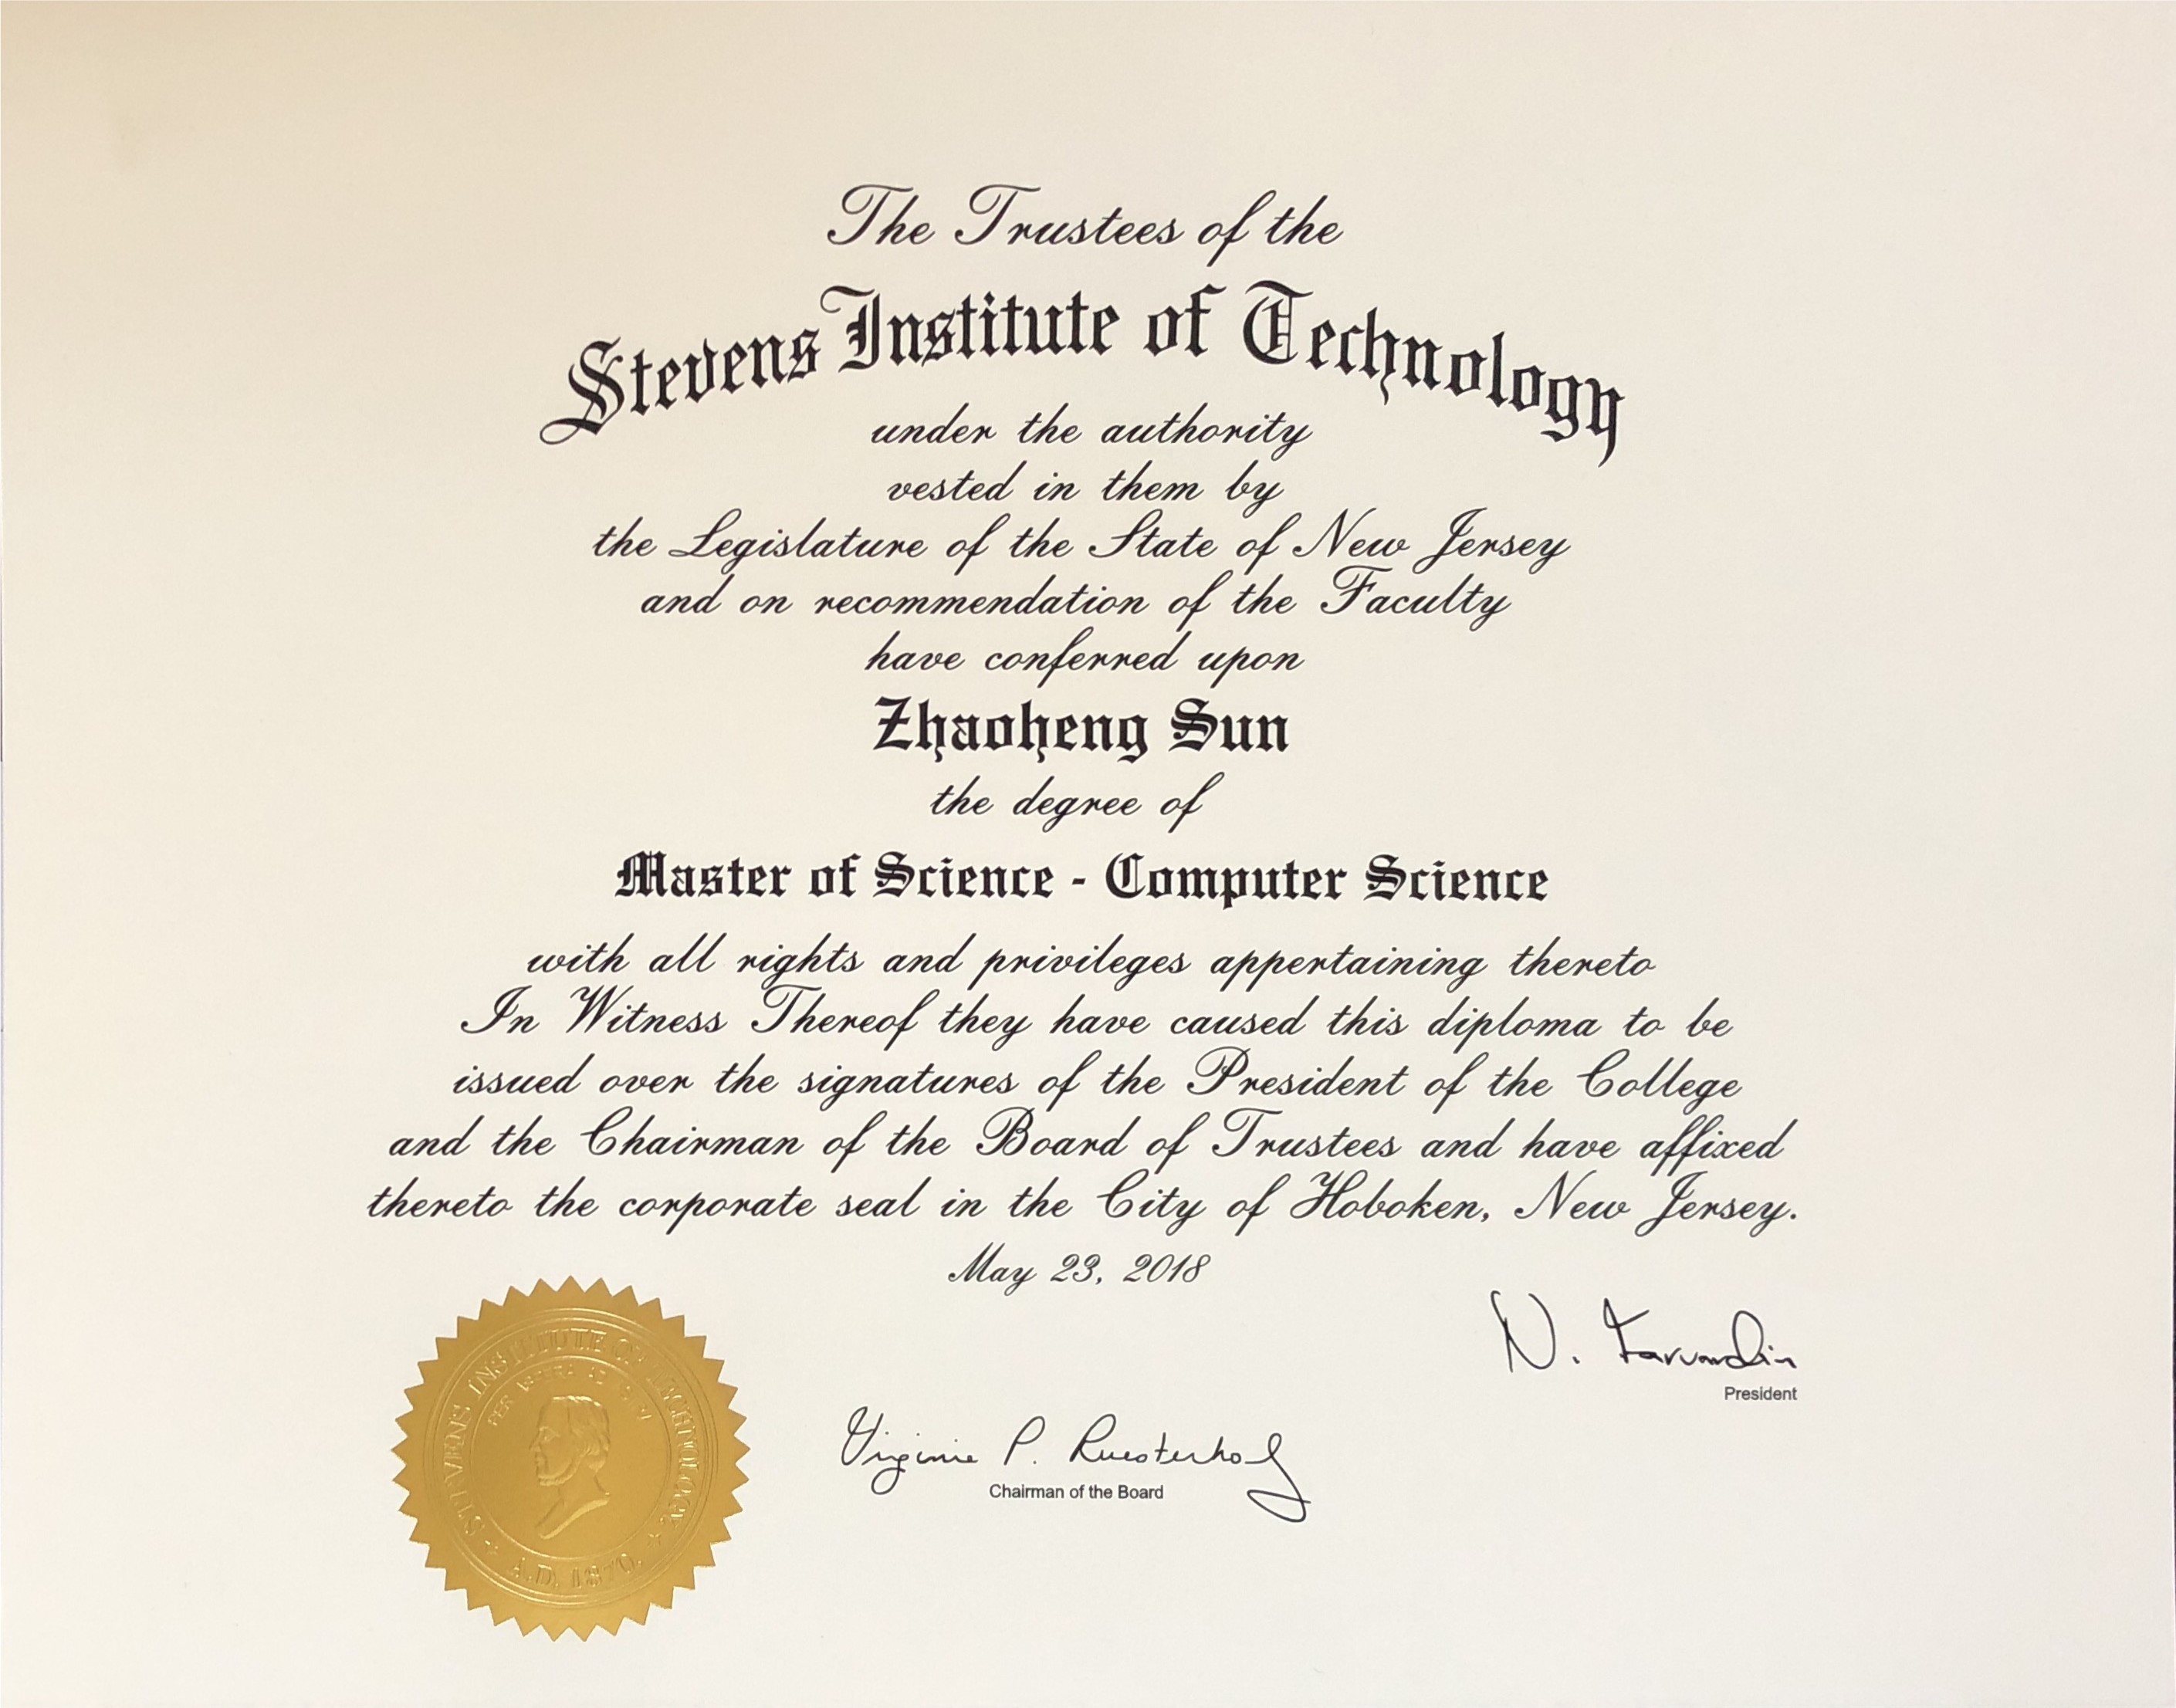 The Trustees of the
Stevens Institute of Technology
under the authority
vested in them by
the Legislature of the State of New Jersey
and on recommendation of the Faculty
have conferred upon
Zhaoheng Sun
the degree of
Master of Science - Computer Science
with all rights and privileges appertaining thereto
In Witness Thereof they have caused this diploma to be
issued over the signatures of the President of the College
and the Chairman of the Board of Trustees and have affixed
thereto the corporate seal in the City of Hoboken, New Jersey.
May 23, 2018
N. Farvardin
President
Virginia P. Ruesterholz
Chairman of the Board
STEVENS INSTITUTE OF TECHNOLOGY
PER ASPERA AD ASTRA
A.D. 1870